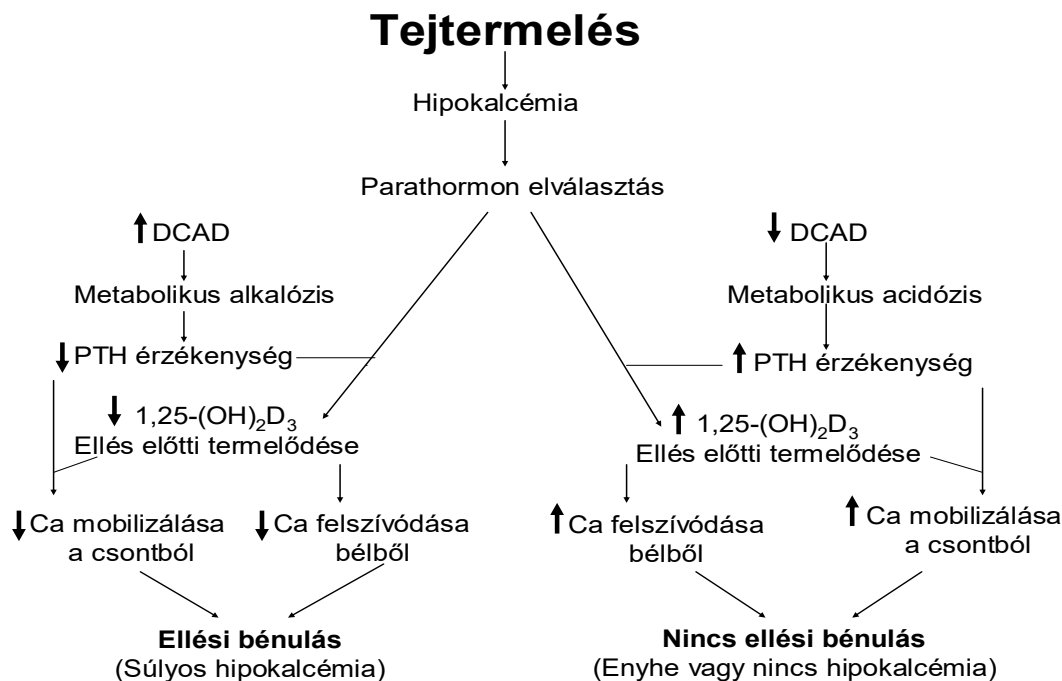 Tejtermelés
Hipokalcémia
Parathormon elválasztás
↑ DCAD
Metabolikus alkalózis
↓ PTH érzékenység
↓ 1,25-(OH)₂D₃
Ellés előtti termelődése
↓ Ca mobilizálása
a csontból
↓ Ca felszívódása
bélből
Ellési bénulás
(Súlyos hipokalcémia)
↓ DCAD
Metabolikus acidózis
↑ PTH érzékenység
↑ 1,25-(OH)₂D₃
Ellés előtti termelődése
↑ Ca felszívódása
bélből
↑ Ca mobilizálása
a csontból
Nincs ellési bénulás
(Enyhe vagy nincs hipokalcémia)